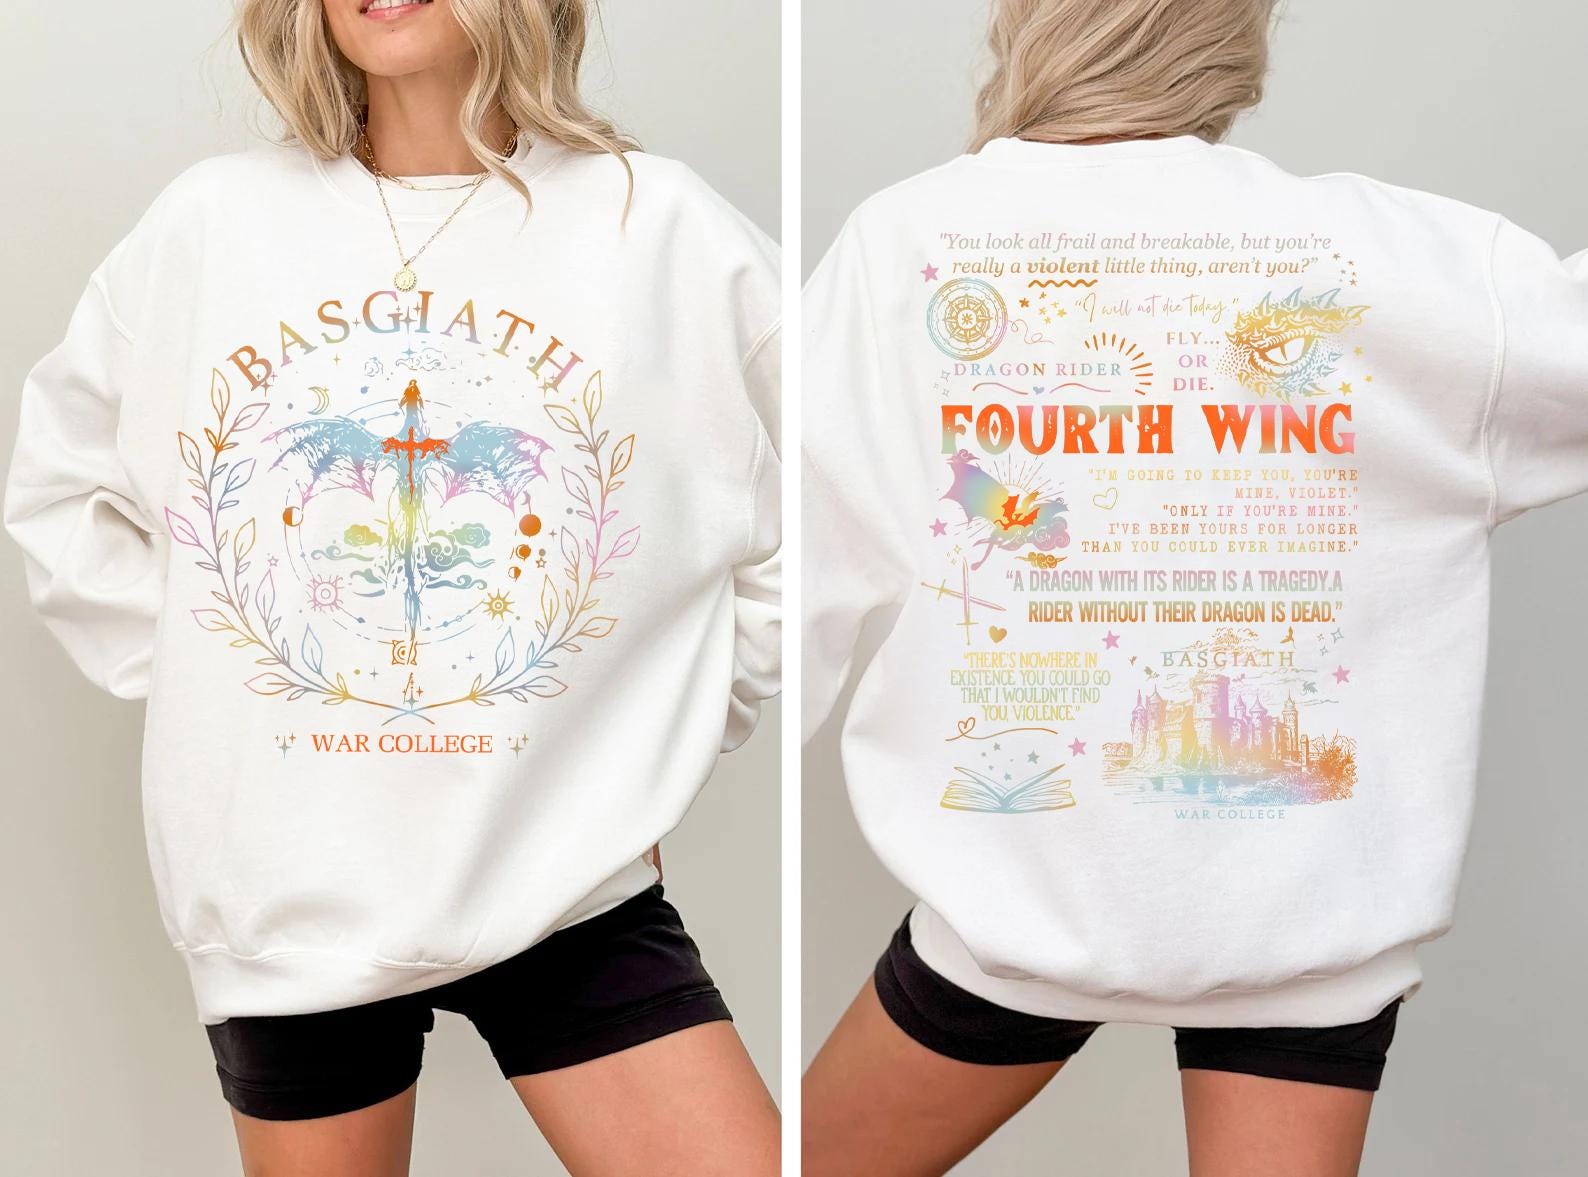 BASGIATH
WAR COLLEGE
"You look all frail and breakable, but you're
really a violent little thing, aren't you?"
"I will not die today."
FLY...
OR
DIE.
DRAGON RIDER
FOURTH WING
"I'M GOING TO KEEP YOU, YOU'RE
MINE, VIOLET."
"ONLY IF YOU'RE MINE."
I'VE BEEN YOURS FOR LONGER
THAN YOU COULD EVER IMAGINE."
"A DRAGON WITH ITS RIDER IS A TRAGEDY.A
RIDER WITHOUT THEIR DRAGON IS DEAD."
"THERE'S NOWHERE IN
EXISTENCE YOU COULD GO
THAT I WOULDN'T FIND
YOU, VIOLENCE."
BASGIATH
WAR COLLEGE